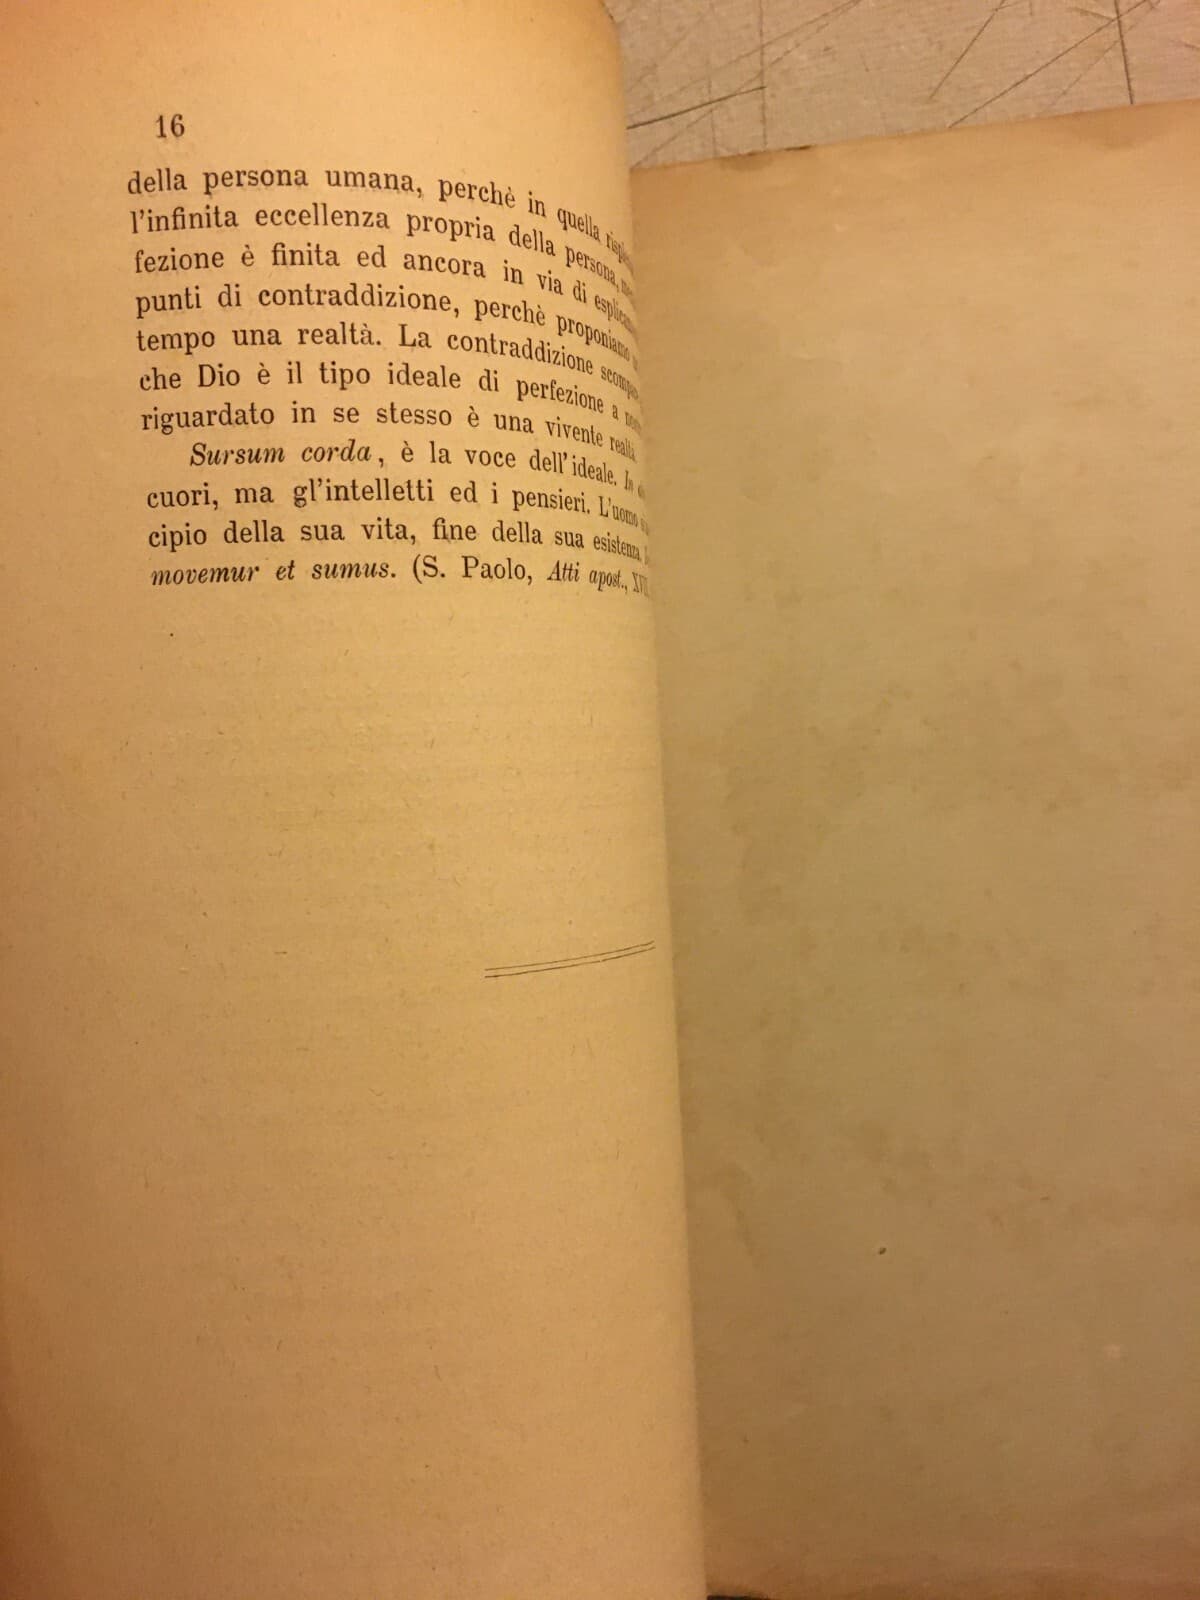 16
della persona umana, perchè in quella
l'infinita eccellenza propria della persona,
fezione è finita ed ancora in via di
punti di contraddizione, perchè proponiamo
tempo una realtà. La contraddizione
che Dio è il tipo ideale di perfezione a
riguardato in se stesso è una vivente realtà
Sursum corda, è la voce dell'ideale. In
cuori, ma gl'intelletti ed i pensieri. L'uomo
cipio della sua vita, fine della sua esistenza.
movemur et sumus. (S. Paolo, Atti apost., XVII